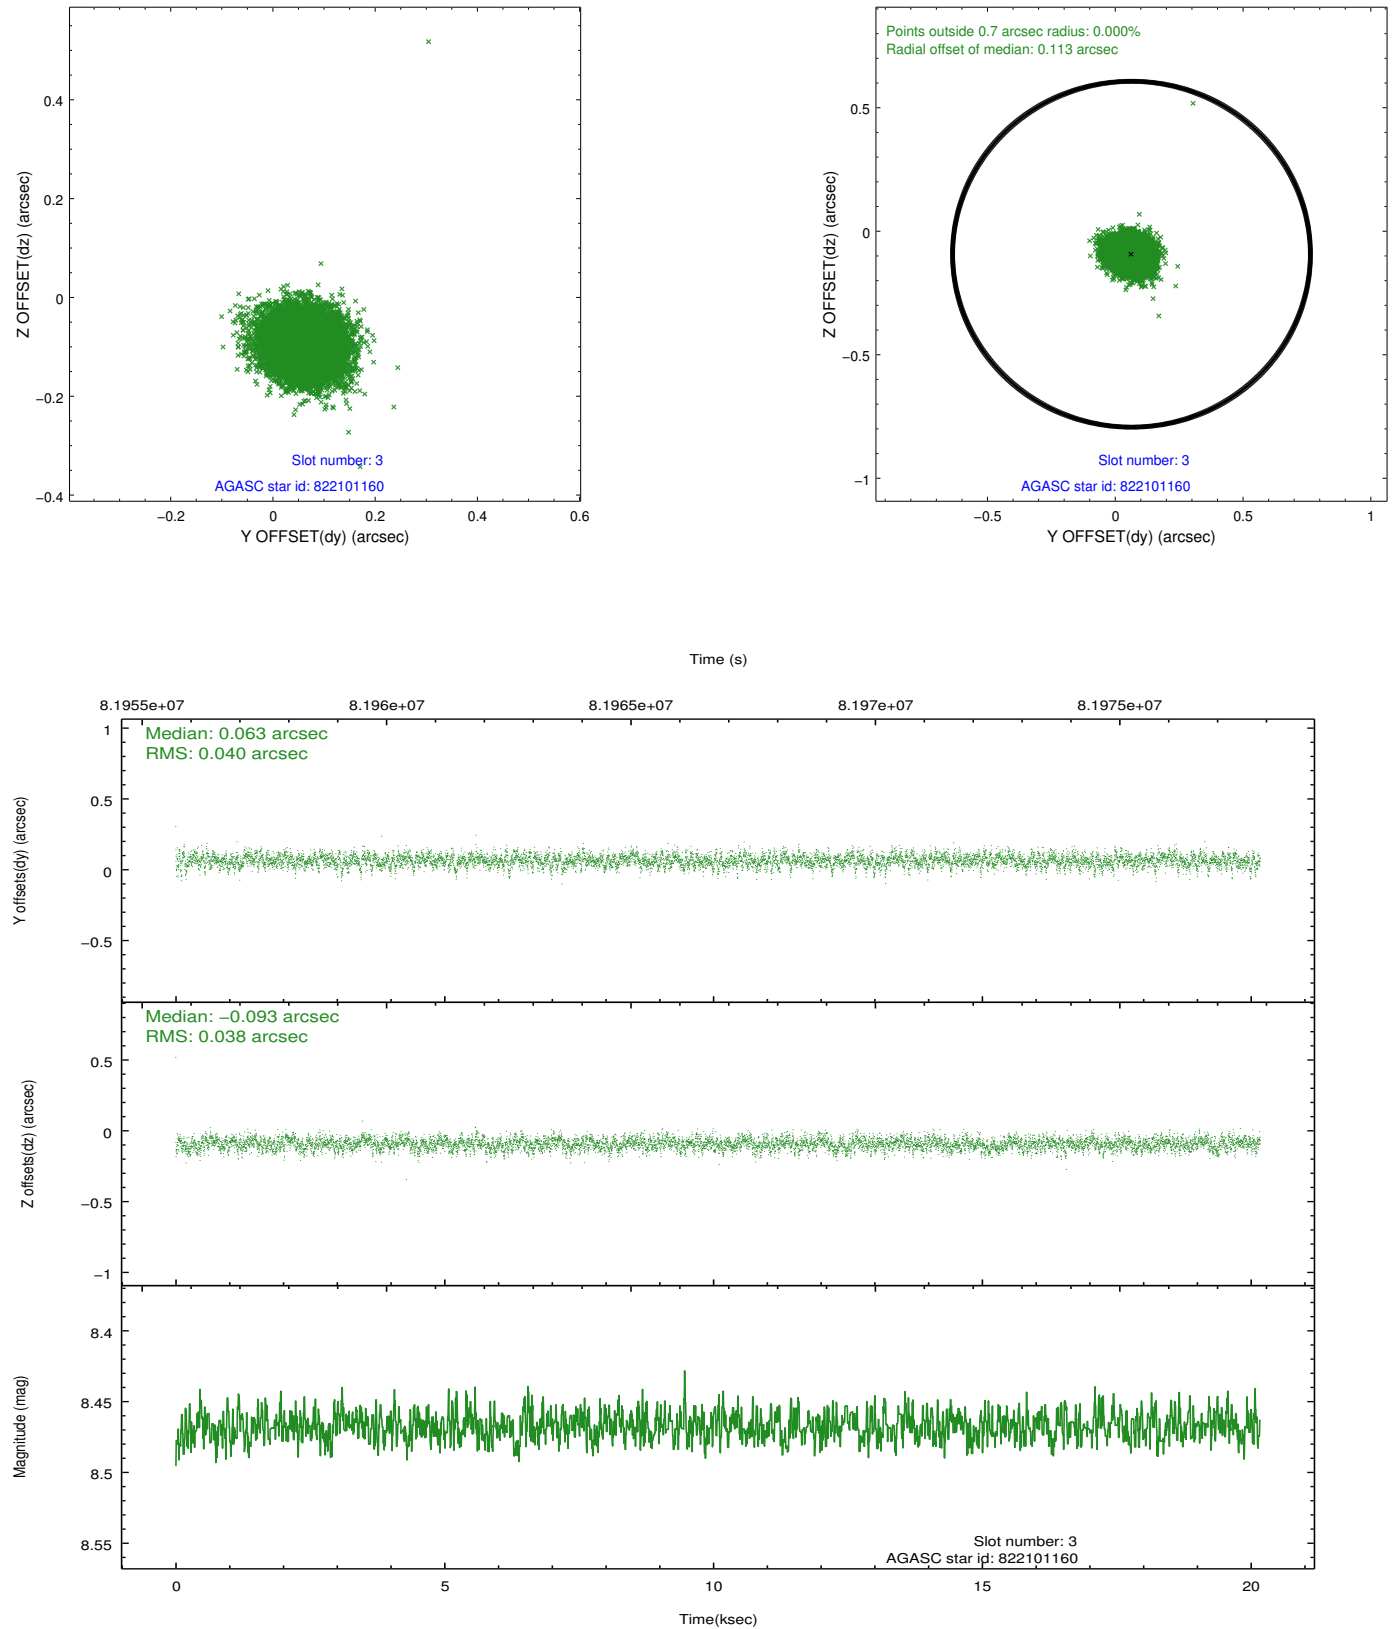 0.4
0.2
0
−0.2
−0.4
Z OFFSET(dz) (arcsec)
Slot number: 3
AGASC star id: 822101160
−0.2
0
0.2
0.4
0.6
Y OFFSET(dy) (arcsec)
Points outside 0.7 arcsec radius: 0.000%
Radial offset of median: 0.113 arcsec
0.5
0
−0.5
−1
Z OFFSET(dz) (arcsec)
Slot number: 3
AGASC star id: 822101160
−0.5
0
0.5
1
Y OFFSET(dy) (arcsec)
Time (s)
8.1955e+07
8.196e+07
8.1965e+07
8.197e+07
8.1975e+07
Median: 0.063 arcsec
RMS: 0.040 arcsec
1
0.5
0
−0.5
Y offsets(dy) (arcsec)
Median: −0.093 arcsec
RMS: 0.038 arcsec
0.5
0
−0.5
−1
Z offsets(dz) (arcsec)
8.4
8.45
8.5
8.55
Magnitude (mag)
Slot number: 3
AGASC star id: 822101160
0
5
10
15
20
Time(ksec)